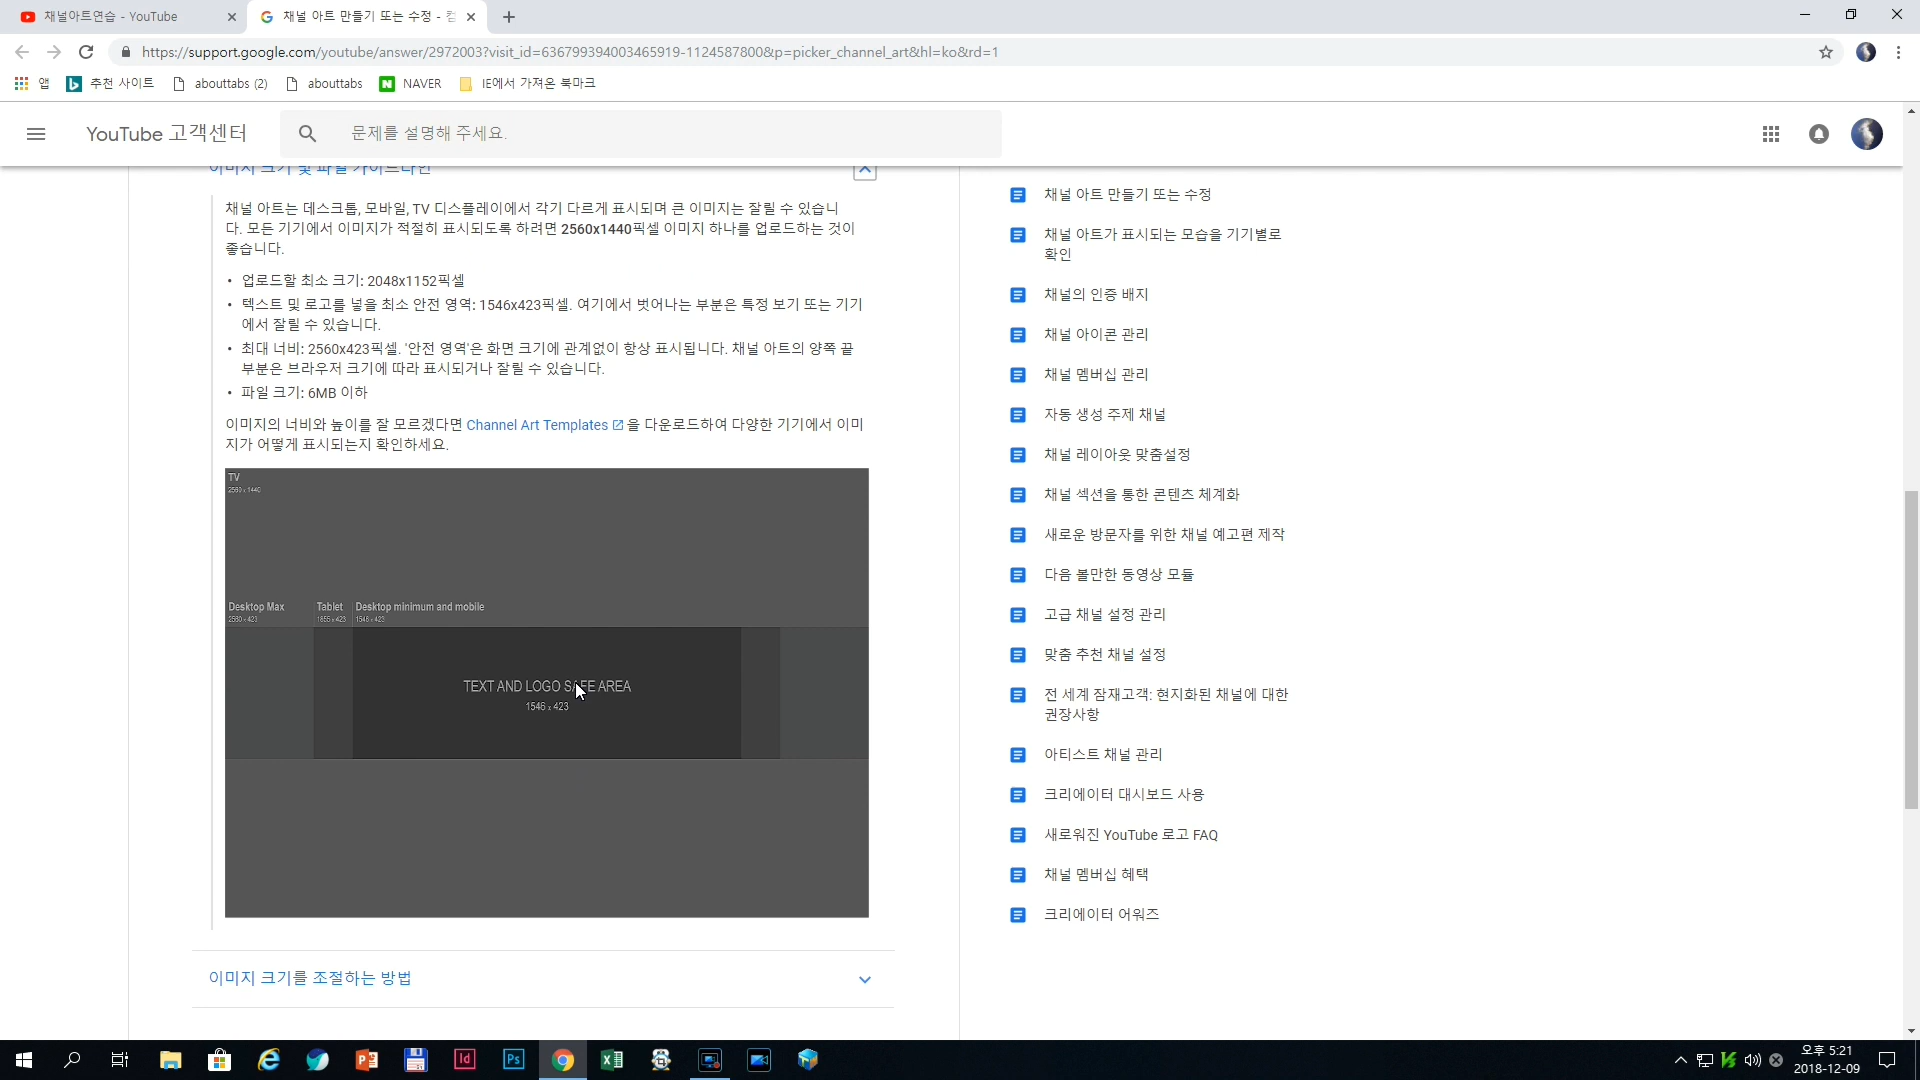 채널아트연습 - YouTube
채널 아트 만들기 또는 수정 - 컴
https://support.google.com/youtube/answer/2972003?visit_id=636799394003465919-1124587800&p=picker_channel_art&hl=ko&rd=1
앱 추천 사이트 abouttabs (2) abouttabs NAVER IE에서 가져온 북마크
YouTube 고객센터
문제를 설명해 주세요.
이미지 크기 및 파일 가이드라인
채널 아트는 데스크톱, 모바일, TV 디스플레이에서 각기 다르게 표시되며 큰 이미지는 잘릴 수 있습니
다. 모든 기기에서 이미지가 적절히 표시되도록 하려면 2560x1440픽셀 이미지 하나를 업로드하는 것이
좋습니다.
• 업로드할 최소 크기: 2048x1152픽셀
• 텍스트 및 로고를 넣을 최소 안전 영역: 1546x423픽셀. 여기에서 벗어나는 부분은 특정 보기 또는 기기
에서 잘릴 수 있습니다.
• 최대 너비: 2560x423픽셀. '안전 영역'은 화면 크기에 관계없이 항상 표시됩니다. 채널 아트의 양쪽 끝
부분은 브라우저 크기에 따라 표시되거나 잘릴 수 있습니다.
• 파일 크기: 6MB 이하
이미지의 너비와 높이를 잘 모르겠다면 Channel Art Templates 을 다운로드하여 다양한 기기에서 이미
지가 어떻게 표시되는지 확인하세요.
TV
2560 x 1440
Desktop Max
2560 x 423
Tablet
1855 x 423
Desktop minimum and mobile
1546 x 423
TEXT AND LOGO SAFE AREA
1546 x 423
이미지 크기를 조절하는 방법
채널 아트 만들기 또는 수정
채널 아트가 표시되는 모습을 기기별로
확인
채널의 인증 배지
채널 아이콘 관리
채널 멤버십 관리
자동 생성 주제 채널
채널 레이아웃 맞춤설정
채널 섹션을 통한 콘텐츠 체계화
새로운 방문자를 위한 채널 예고편 제작
다음 볼만한 동영상 모듈
고급 채널 설정 관리
맞춤 추천 채널 설정
전 세계 잠재고객: 현지화된 채널에 대한
권장사항
아티스트 채널 관리
크리에이터 대시보드 사용
새로워진 YouTube 로고 FAQ
채널 멤버십 혜택
크리에이터 어워즈
Id
Ps
오후 5:21
2018-12-09